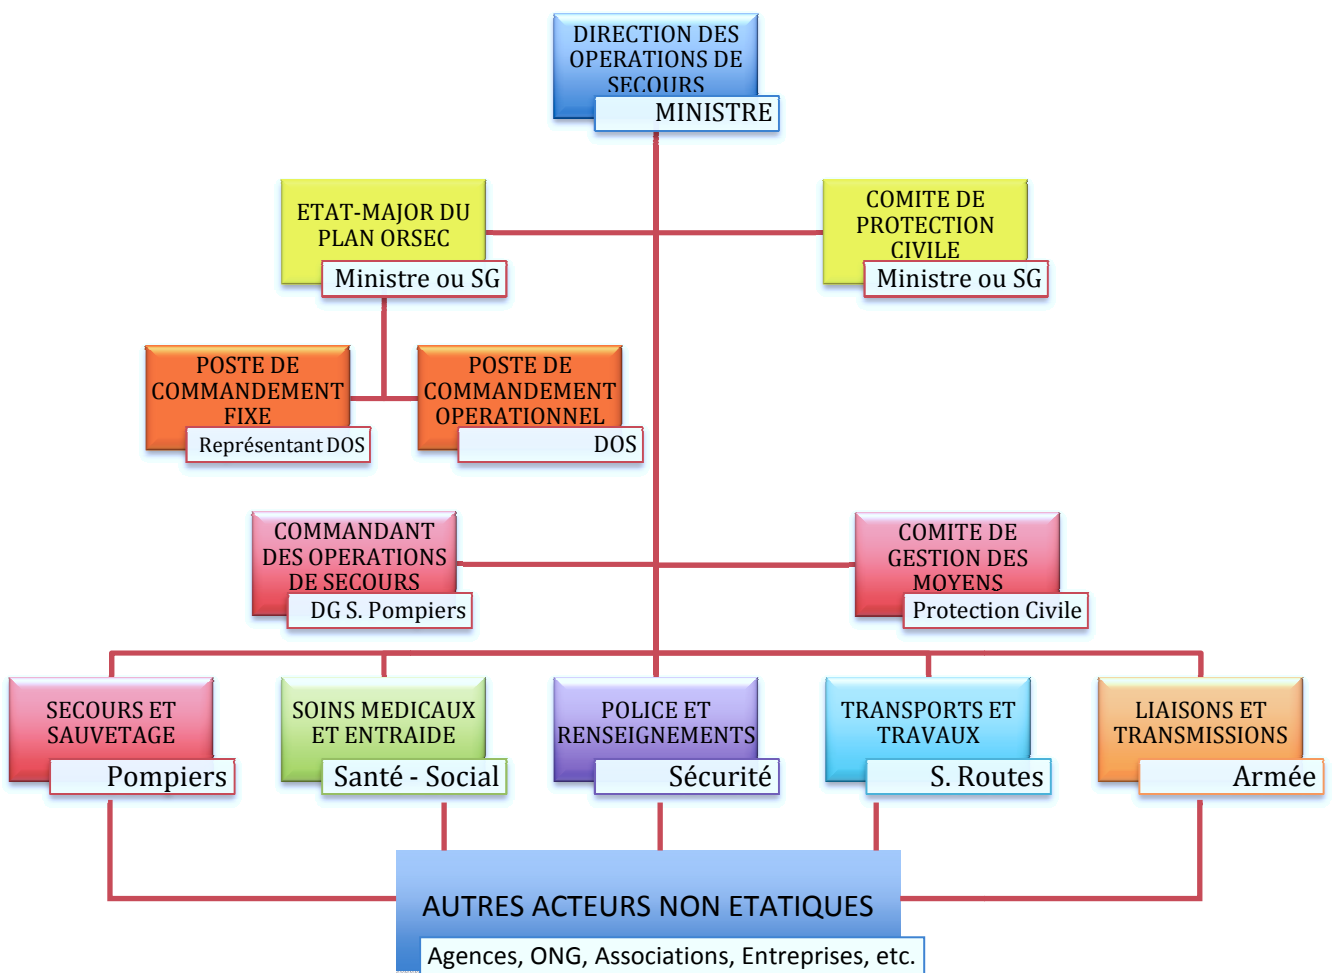 DIRECTION DES
OPERATIONS DE
SECOURS
MINISTRE
ETAT-MAJOR DU
PLAN ORSEC
Ministre ou SG
COMITE DE
PROTECTION
CIVILE
Ministre ou SG
POSTE DE
COMMANDEMENT
FIXE
Représentant DOS
POSTE DE
COMMANDEMENT
OPERATIONNEL
DOS
COMMANDANT
DES OPERATIONS
DE SECOURS
DG S. Pompiers
COMITE DE
GESTION DES
MOYENS
Protection Civile
SECOURS ET
SAUVETAGE
Pompiers
SOINS MEDICAUX
ET ENTRAIDE
Santé - Social
POLICE ET
RENSEIGNEMENTS
Sécurité
TRANSPORTS ET
TRAVAUX
S. Routes
LIAISONS ET
TRANSMISSIONS
Armée
AUTRES ACTEURS NON ETATIQUES
Agences, ONG, Associations, Entreprises, etc.